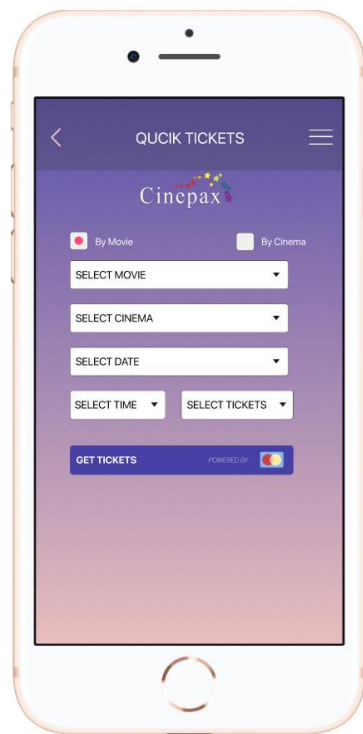 QUCIK TICKETS
Cinepax
By Movie By Cinema
SELECT MOVIE
SELECT CINEMA
SELECT DATE
SELECT TIME SELECT TICKETS
GET TICKETS POWERED BY